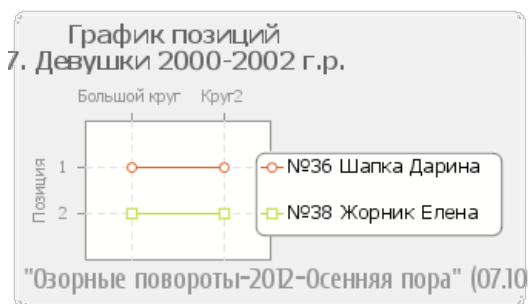 График позиций
7. Девушки 2000-2002 г.р.
Большой круг Круг2
Позиция
1
№36 Шапка Дарина
2
№38 Жорник Елена
"Озорные повороты-2012-Осенняя пора" (07.10